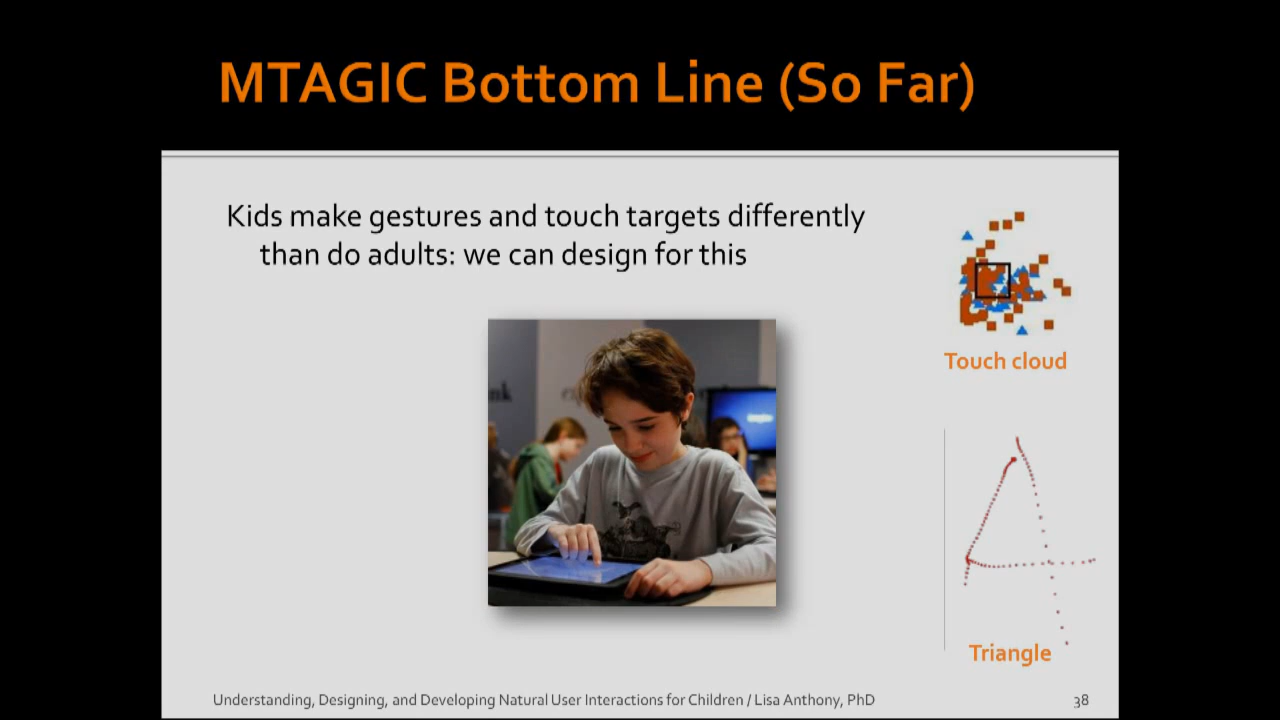 MTAGIC Bottom Line (So Far)
Kids make gestures and touch targets differently
than do adults: we can design for this
Touch cloud
Triangle
Understanding, Designing, and Developing Natural User Interactions for Children / Lisa Anthony, PhD
38